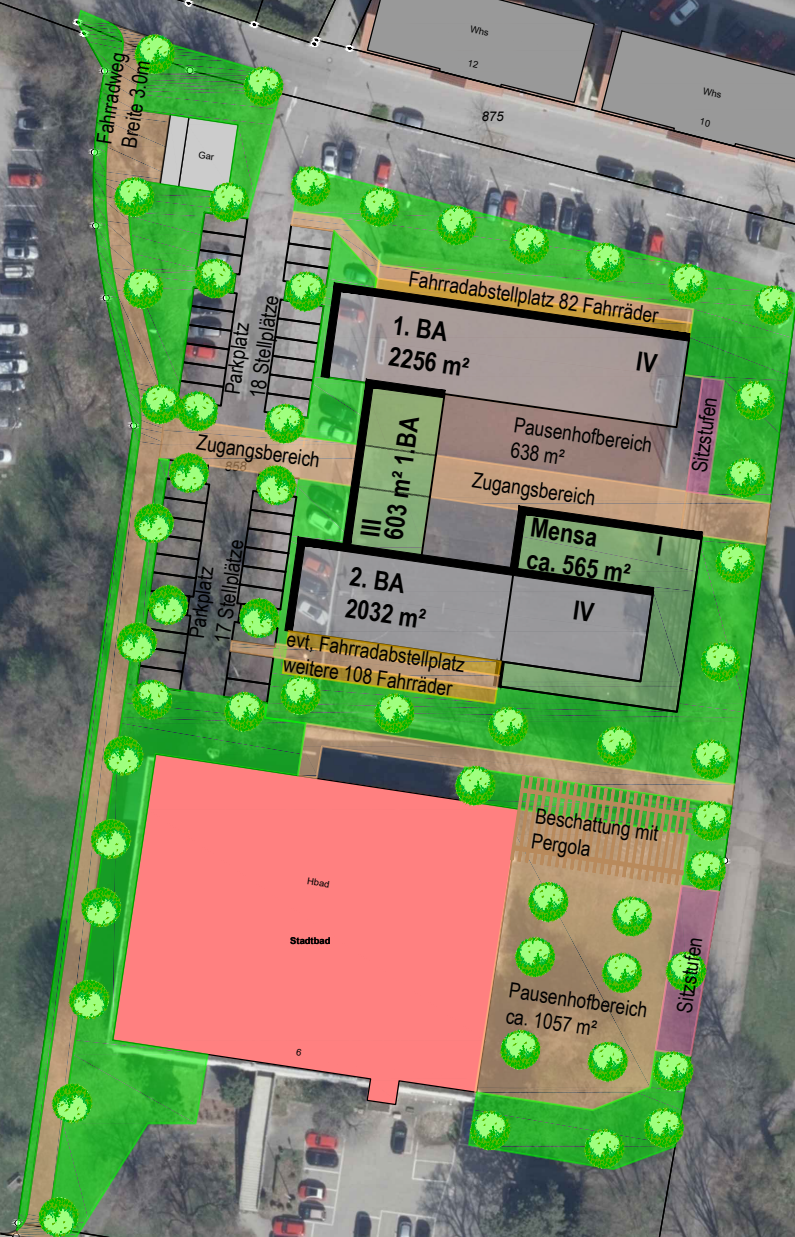 Whs
12
Whs
10
875
Fahrradweg
Breite 3.0m
Gar
Fahrradabstellplatz 82 Fahrräder
1. BA
2256 m²
IV
Parkplatz
18 Stellplätze
Pausenhofbereich
638 m²
Sitzstufen
III
603 m² 1.BA
Zugangsbereich
858
Zugangsbereich
Mensa
ca. 565 m²
I
2. BA
2032 m²
IV
Parkplatz
17 Stellplätze
evt, Fahrradabstellplatz
weitere 108 Fahrräder
Beschattung mit
Pergola
Hbad
Stadtbad
6
Pausenhofbereich
ca. 1057 m²
Sitzstufen